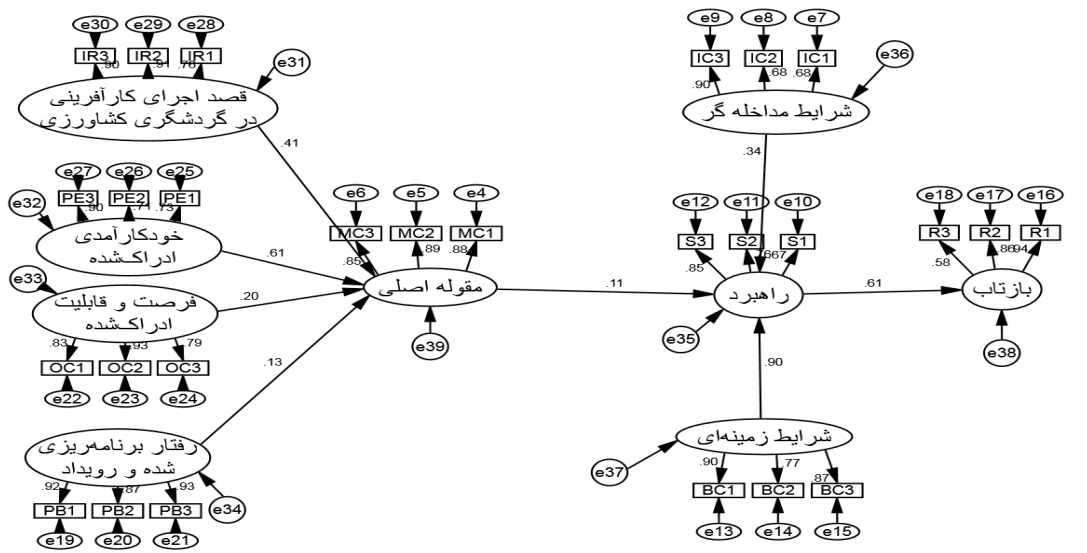 e30 e29 e28
IR3 IR2 IR1
.90 .91 .76
e31
قصد اجرای کارآفرینی
در گردشگری کشاورزی
.41
e27 e26 e25
PE3 PE2 PE1
.90 .71 .73
e32
خودکارآمدی
ادراک‌شده
.61
e33
فرصت و قابلیت
ادراک‌شده
.20
.83 .93 .79
OC1 OC2 OC3
e22 e23 e24
.13
رفتار برنامه‌ریزی
شده و رویداد
.92 .87 .93
e34
PB1 PB2 PB3
e19 e20 e21
e6 e5 e4
MC3 MC2 MC1
.85 .89 .88
مقوله اصلی
e39
.11
e9 e8 e7
IC3 IC2 IC1
.90 .68 .68
e36
شرایط مداخله گر
.34
e12 e11 e10
S3 S2 S1
.85 .67
راهبرد
e35
.61
.90
شرایط زمینه‌ای
e37
.90 .77 .87
BC1 BC2 BC3
e13 e14 e15
e18 e17 e16
R3 R2 R1
.58 .86 .94
بازتاب
e38